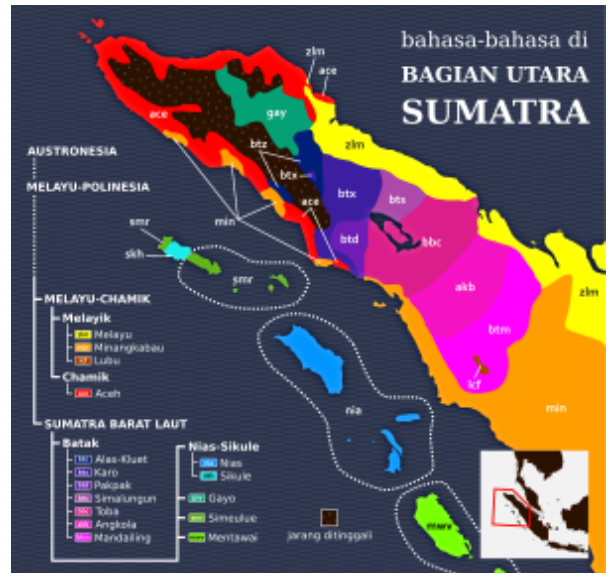 bahasa-bahasa di
BAGIAN UTARA
SUMATRA
zlm
ace
ace
gay
zlm
btz
btx
ace
btx
bts
btd
bbc
min
akb
btm
zlm
kcf
min
smr
skh
smr
nia
mwv
AUSTRONESIA
MELAYU-POLINESIA
MELAYU-CHAMIK
Melayik
Melayu
Minangkabau
Lubu
Chamik
Aceh
SUMATRA BARAT LAUT
Batak
Alas-Kluet
Karo
Pakpak
Simalungun
Toba
Angkola
Mandailing
Nias-Sikule
Nias
Sikule
Gayo
Simeulue
Mentawai
jarang ditinggali